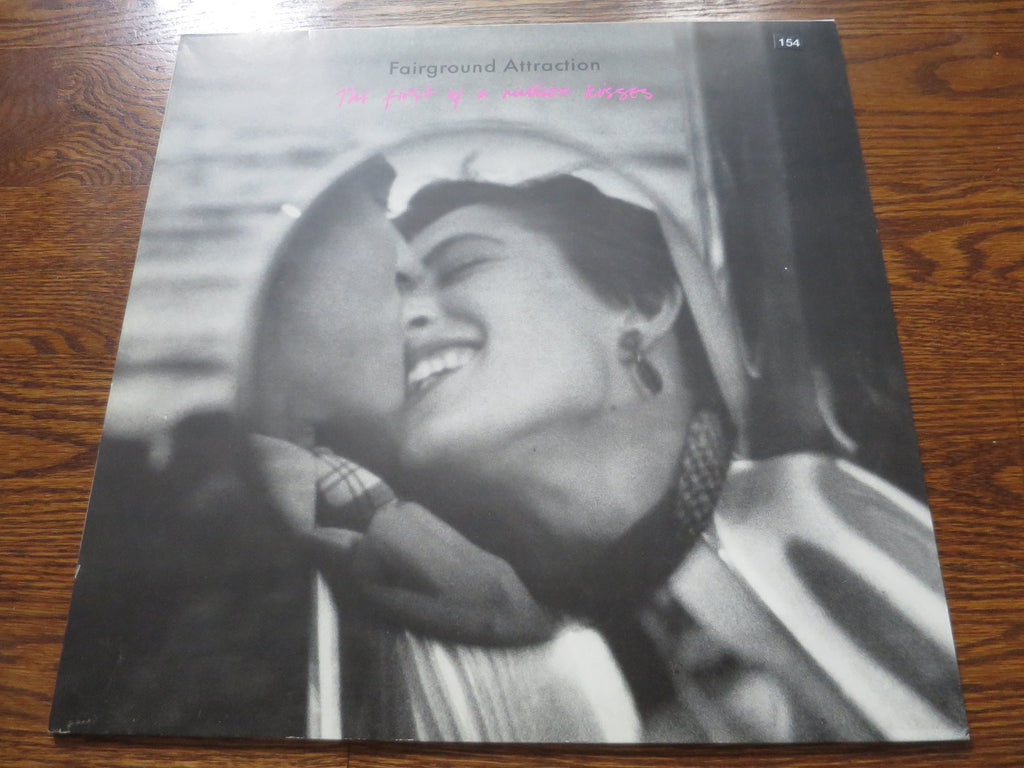 154
Fairground Attraction
The first of a million kisses